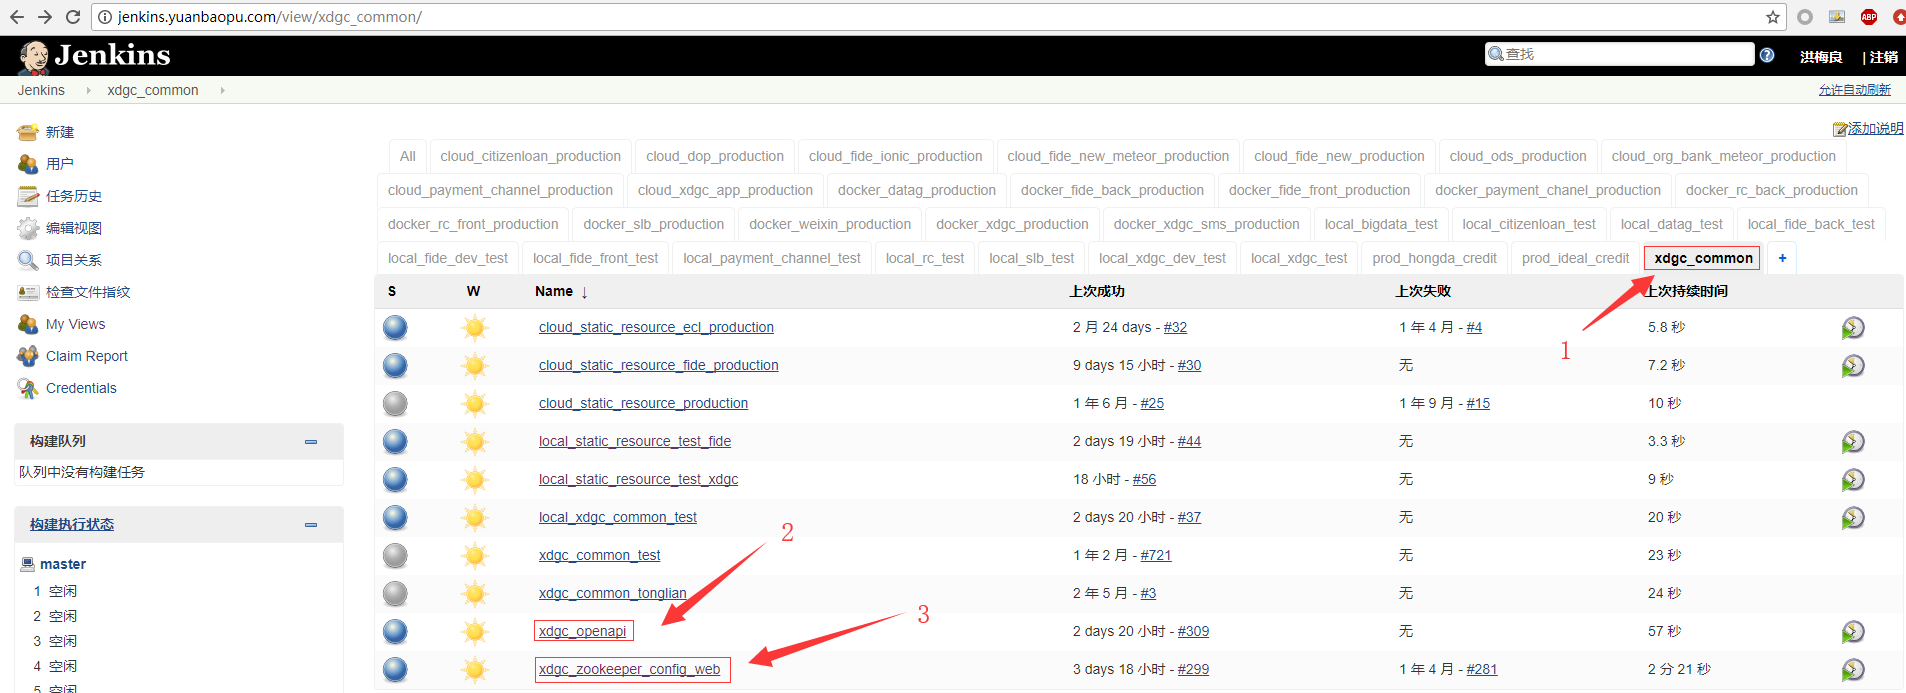 jenkins.yuanbaopu.com/view/xdgc_common/
ABP
Jenkins
查找
洪梅良 | 注销
Jenkins xdgc_common
允许自动刷新
添加说明
新建
用户
任务历史
编辑视图
项目关系
检查文件指纹
My Views
Claim Report
Credentials
构建队列
队列中没有构建任务
构建执行状态
master
1 空闲
2 空闲
3 空闲
4 空闲
5 空闲
All cloud_citizenloan_production cloud_dop_production cloud_fide_ionic_production cloud_fide_new_meteor_production cloud_fide_new_production cloud_ods_production cloud_org_bank_meteor_production
cloud_payment_channel_production cloud_xdgc_app_production docker_datag_production docker_fide_back_production docker_fide_front_production docker_payment_chanel_production docker_rc_back_production
docker_rc_front_production docker_slb_production docker_weixin_production docker_xdgc_production docker_xdgc_sms_production local_bigdata_test local_citizenloan_test local_datag_test local_fide_back_test
local_fide_dev_test local_fide_front_test local_payment_channel_test local_rc_test local_slb_test local_xdgc_dev_test local_xdgc_test prod_hongda_credit prod_ideal_credit xdgc_common +
S W Name ↓ 上次成功 上次失败 上次持续时间
cloud_static_resource_ecl_production 2 月 24 days - #32 1 年 4 月 - #4 5.8 秒
1
cloud_static_resource_fide_production 9 days 15 小时 - #30 无 7.2 秒
cloud_static_resource_production 1 年 6 月 - #25 1 年 9 月 - #15 10 秒
local_static_resource_test_fide 2 days 19 小时 - #44 无 3.3 秒
local_static_resource_test_xdgc 18 小时 - #56 无 9 秒
local_xdgc_common_test 2 days 20 小时 - #37 无 20 秒
2
xdgc_common_test 1 年 2 月 - #721 无 23 秒
xdgc_common_tonglian 2 年 5 月 - #3 无 24 秒
3
xdgc_openapi 2 days 20 小时 - #309 无 57 秒
xdgc_zookeeper_config_web 3 days 18 小时 - #299 1 年 4 月 - #281 2 分 21 秒